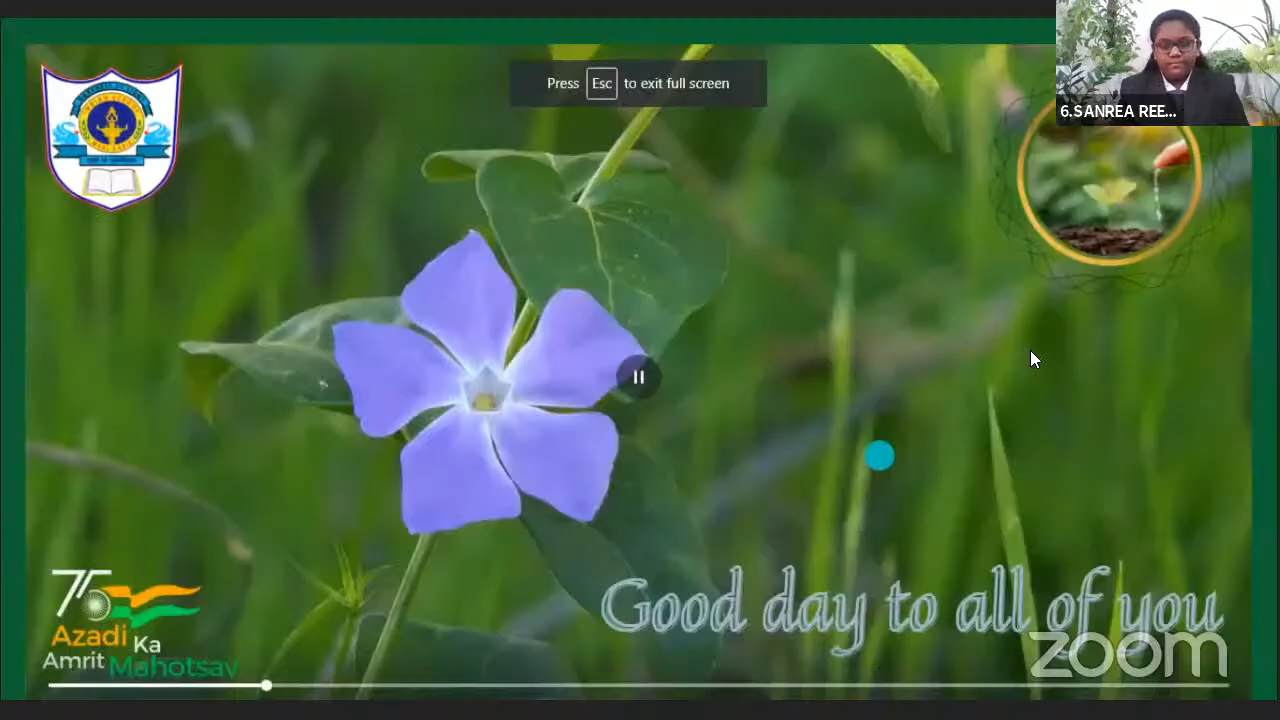 Press Esc to exit full screen
6.SANREA REE...
Good day to all of you
75
Azadi
Ka
Amrit Mahotsav
zoom